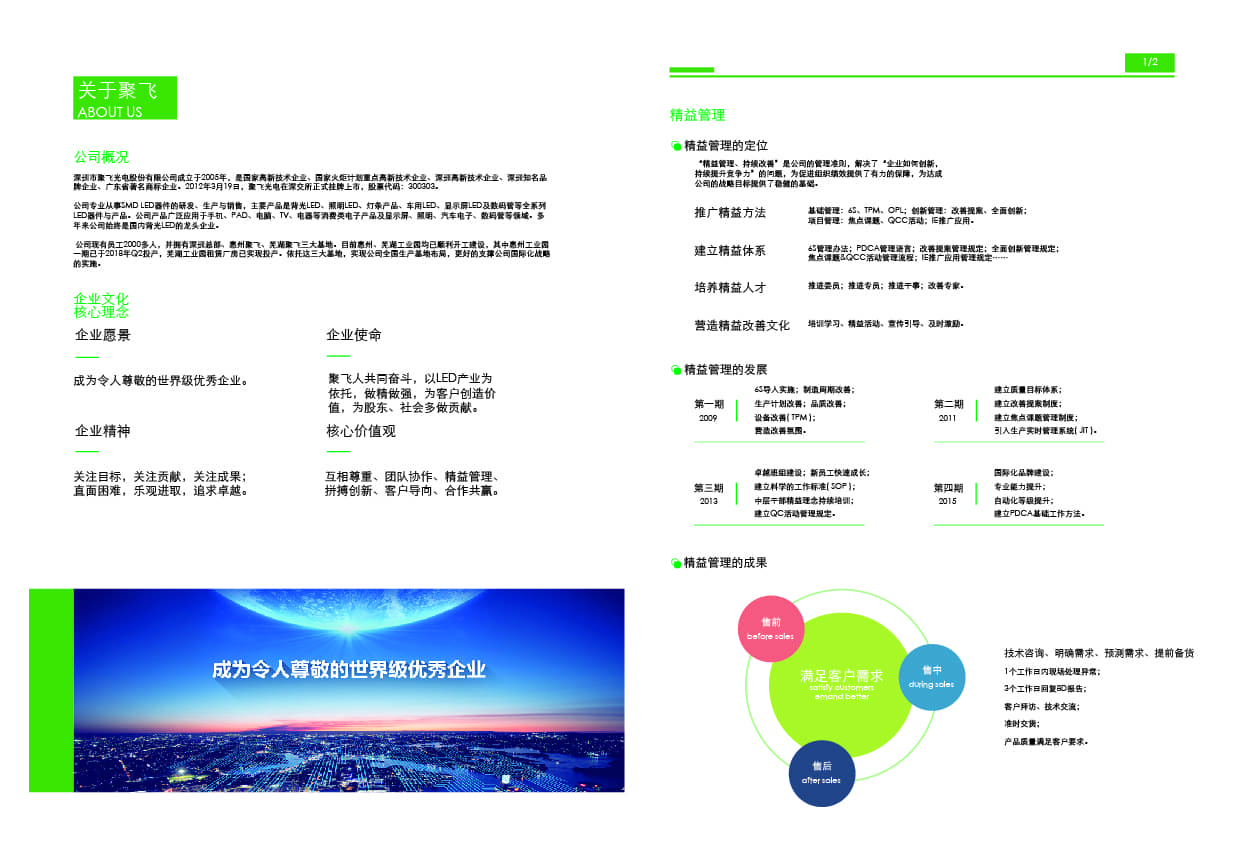 关于聚飞
ABOUT US
公司概况
深圳市聚飞光电股份有限公司成立于2005年，是国家高新技术企业、国家火炬计划重点高新技术企业、深圳高新技术企业、深圳知名品
牌企业、广东省著名商标企业。2012年3月19日，聚飞光电在深交所正式挂牌上市，股票代码：300303。
公司专业从事SMD LED器件的研发、生产与销售，主要产品是背光LED、照明LED、灯条产品、车用LED、显示屏LED及数码管等全系列
LED器件与产品。公司产品广泛应用于手机、PAD、电脑、TV、电器等消费类电子产品及显示屏、照明、汽车电子、数码管等领域。多
年来公司始终是国内背光LED的龙头企业。
公司现有员工2000多人，并拥有深圳总部、惠州聚飞、芜湖聚飞三大基地。目前惠州、芜湖工业园均已顺利开工建设，其中惠州工业园
一期已于2018年Q2投产，芜湖工业园租赁厂房已实现投产。依托这三大基地，实现公司全国生产基地布局，更好的支撑公司国际化战略
的实施。
企业文化
核心理念
企业愿景
成为令人尊敬的世界级优秀企业。
企业使命
聚飞人共同奋斗，以LED产业为
依托，做精做强，为客户创造价
值，为股东、社会多做贡献。
企业精神
关注目标，关注贡献，关注成果；
直面困难，乐观进取，追求卓越。
核心价值观
互相尊重、团队协作、精益管理、
拼搏创新、客户导向、合作共赢。
成为令人尊敬的世界级优秀企业
1/2
精益管理
精益管理的定位
“精益管理、持续改善”是公司的管理准则，解决了“企业如何创新，
持续提升竞争力”的问题，为促进组织绩效提供了有力的保障，为达成
公司的战略目标提供了稳健的基础。
推广精益方法
基础管理：6S、TPM、OPL；创新管理：改善提案、全面创新；
项目管理：焦点课题、QCC活动；IE推广应用。
建立精益体系
6S管理办法；PDCA管理语言；改善提案管理规定；全面创新管理规定；
焦点课题&QCC活动管理流程；IE推广应用管理规定……
培养精益人才
推进委员；推进专员；推进干事；改善专家。
营造精益改善文化
培训学习、精益活动、宣传引导、及时激励。
精益管理的发展
第一期
2009
6S导人实施；制造周期改善；
生产计划改善；品质改善；
设备改善(TPM)；
营造改善氛围。
第二期
2011
建立质量目标体系；
建立改善提案制度；
建立焦点课题管理制度；
引人生产实时管理系统(JIT)。
第三期
2013
卓越班组建设；新员工快速成长；
建立科学的工作标准(SOP)；
中层干部精益理念持续培训；
建立QC活动管理规定。
第四期
2015
国际化品牌建设；
专业能力提升；
自动化等级提升；
建立PDCA基础工作方法。
精益管理的成果
售前
before sales
满足客户需求
satisfy customers
emand better
售中
during sales
售后
after sales
技术咨询、明确需求、预测需求、提前备货
1个工作日内现场处理异常；
3个工作日回复8D报告；
客户拜访、技术交流；
准时交货；
产品质量满足客户要求。